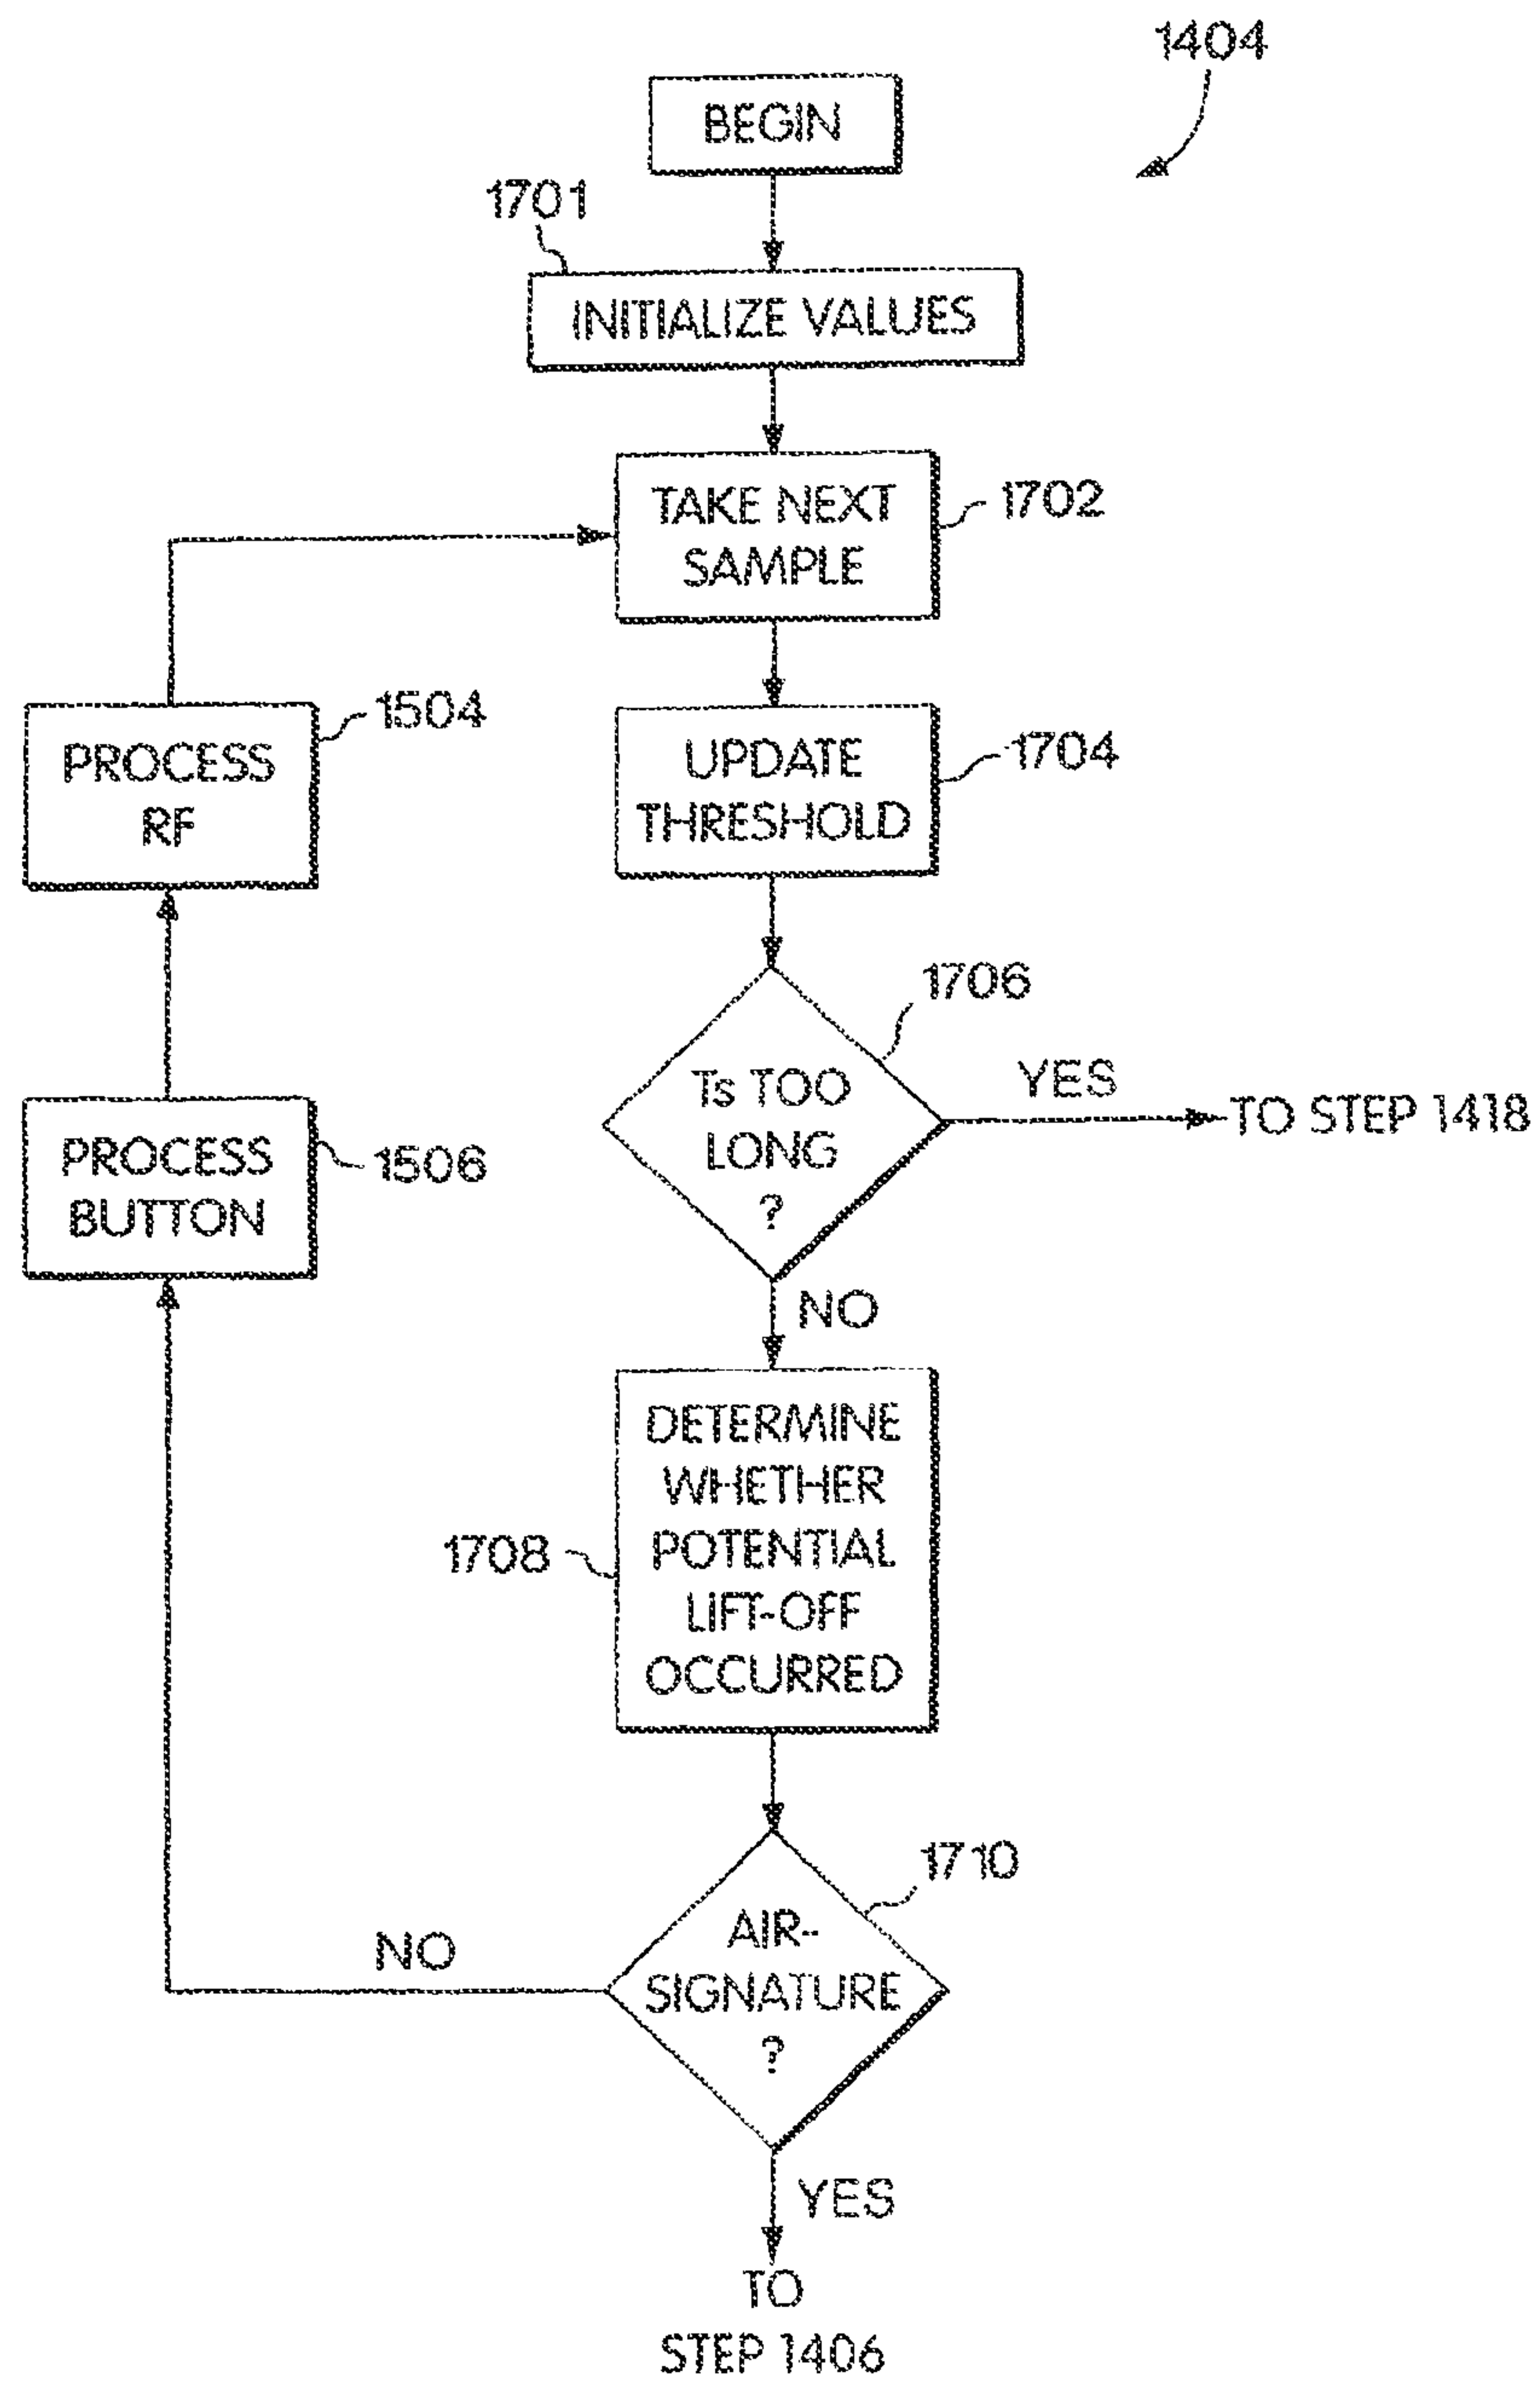 1404
BEGIN
1701
INITIALIZE VALUES
TAKE NEXT
SAMPLE
1702
PROCESS
RF
1504
UPDATE
THRESHOLD
1704
PROCESS
BUTTON
1506
1706
Ts TOO
LONG
?
YES
TO STEP 1418
NO
1708
DETERMINE
WHETHER
POTENTIAL
LIFT-OFF
OCCURRED
1710
AIR-
SIGNATURE
?
NO
YES
TO
STEP 1406